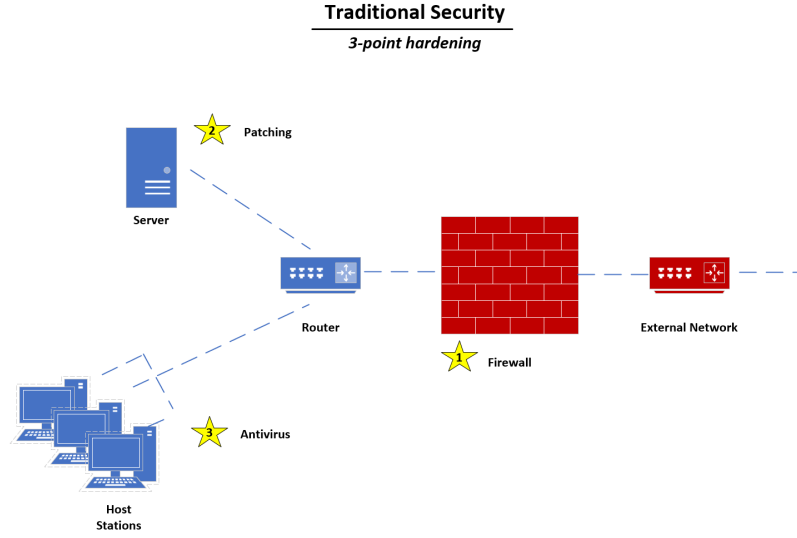 Traditional Security
3-point hardening
2
Patching
Server
Router
External Network
1
Firewall
3
Antivirus
Host
Stations